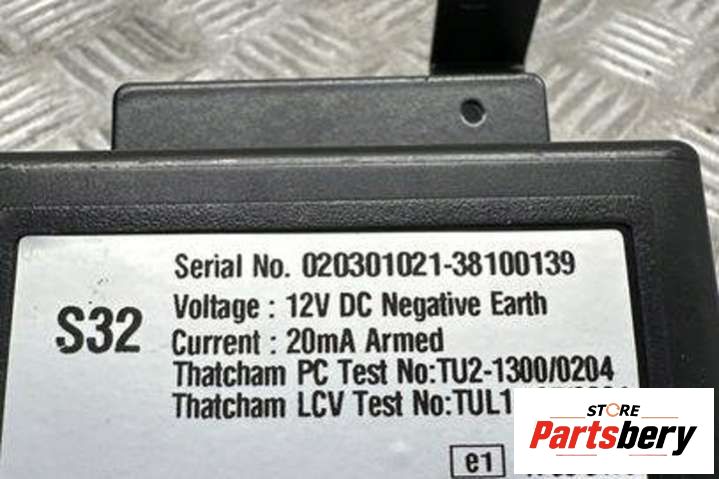 Serial No. 020301021-38100139
S32
Voltage : 12V DC Negative Earth
Current : 20mA Armed
Thatcham PC Test No:TU2-1300/0204
Thatcham LCV Test No:TUL1
e1
STORE
Partsbery